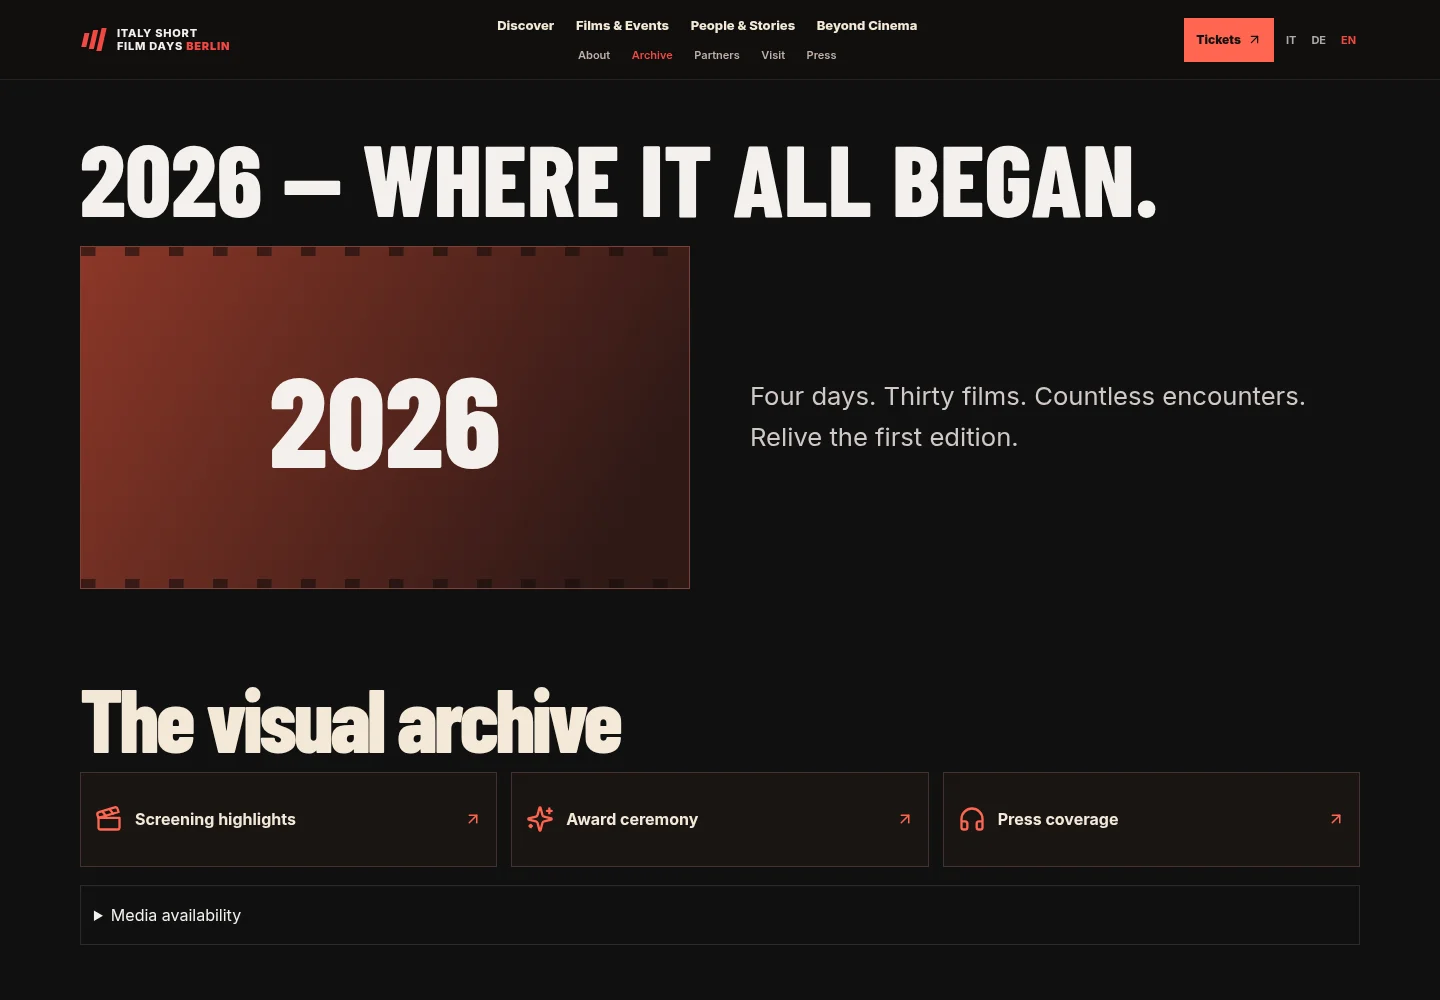 ITALY SHORT
FILM DAYS BERLIN
Discover Films & Events People & Stories Beyond Cinema
About Archive Partners Visit Press
Tickets IT DE EN
2026 — WHERE IT ALL BEGAN.
2026
Four days. Thirty films. Countless encounters.
Relive the first edition.
The visual archive
Screening highlights
Award ceremony
Press coverage
Media availability